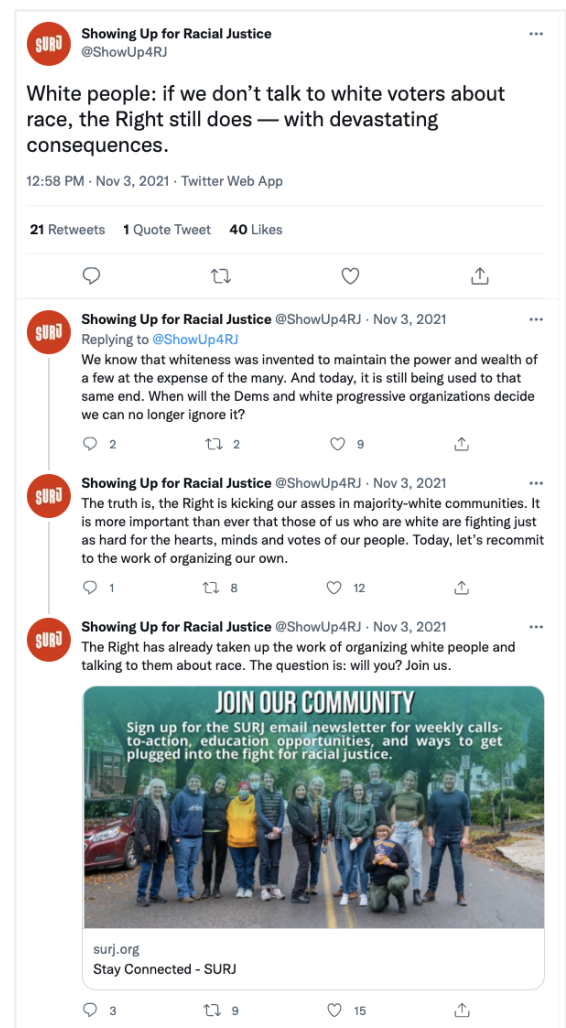 SURJ
Showing Up for Racial Justice
@ShowUp4RJ
White people: if we don't talk to white voters about
race, the Right still does — with devastating
consequences.
12:58 PM · Nov 3, 2021 · Twitter Web App
21 Retweets 1 Quote Tweet 40 Likes
SURJ
Showing Up for Racial Justice @ShowUp4RJ · Nov 3, 2021
Replying to @ShowUp4RJ
We know that whiteness was invented to maintain the power and wealth of
a few at the expense of the many. And today, it is still being used to that
same end. When will the Dems and white progressive organizations decide
we can no longer ignore it?
2 2 9
SURJ
Showing Up for Racial Justice @ShowUp4RJ · Nov 3, 2021
The truth is, the Right is kicking our asses in majority-white communities. It
is more important than ever that those of us who are white are fighting just
as hard for the hearts, minds and votes of our people. Today, let's recommit
to the work of organizing our own.
1 8 12
SURJ
Showing Up for Racial Justice @ShowUp4RJ · Nov 3, 2021
The Right has already taken up the work of organizing white people and
talking to them about race. The question is: will you? Join us.
JOIN OUR COMMUNITY
Sign up for the SURJ email newsletter for weekly calls-
to-action, education opportunities, and ways to get
plugged into the fight for racial justice.
surj.org
Stay Connected - SURJ
3 9 15